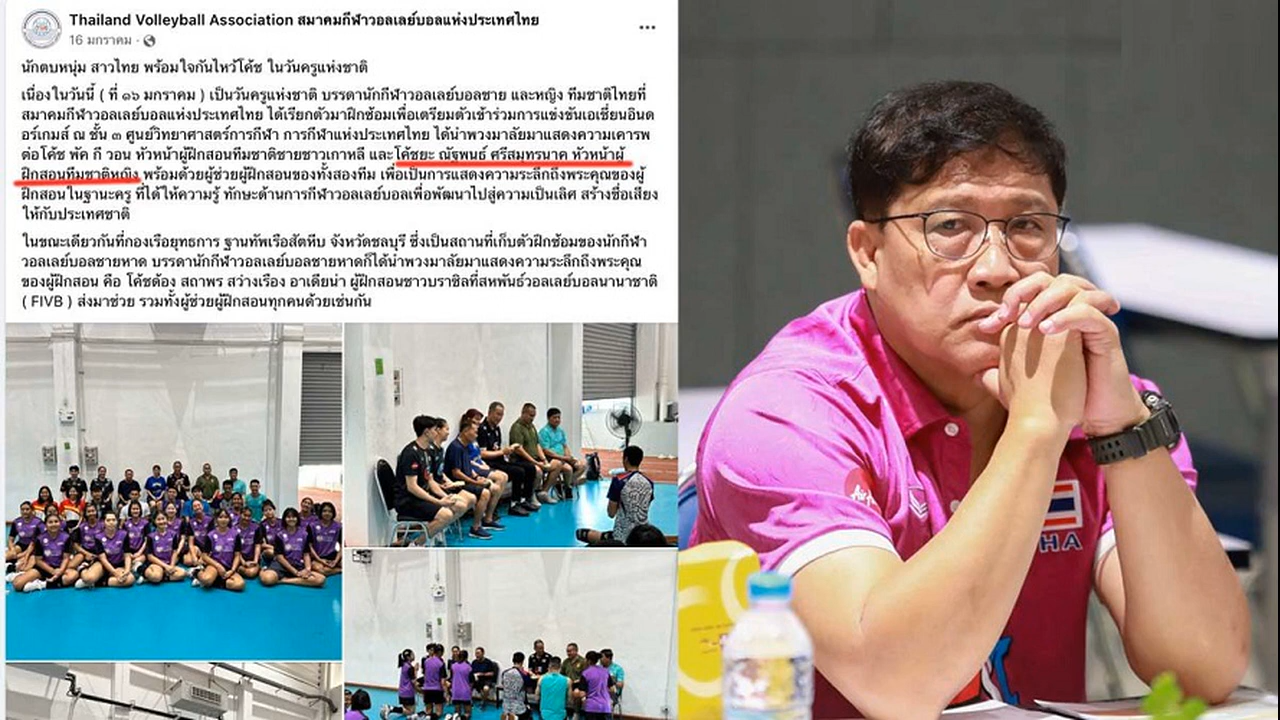 Thailand Volleyball Association สมาคมกีฬาวอลเลย์บอลแห่งประเทศไทย
16 มกราคม ·
นักตบหนุ่ม สาวไทย พร้อมใจกันไหว้โค้ช ในวันครูแห่งชาติ
เนื่องในวันนี้ ( ที่ ๑๖ มกราคม ) เป็นวันครูแห่งชาติ บรรดานักกีฬาวอลเลย์บอลชาย และหญิง ทีมชาติไทยที่
สมาคมกีฬาวอลเลย์บอลแห่งประเทศไทย ได้เรียกตัวมาฝึกซ้อมเพื่อเตรียมตัวเข้าร่วมการแข่งขันเอเชี่ยนอินด
อร์เกมส์ ณ ชั้น ๓ ศูนย์วิทยาศาสตร์การกีฬา การกีฬาแห่งประเทศไทย ได้นำพวงมาลัยมาแสดงความเคารพ
ต่อโค้ช พัค กี วอน หัวหน้าผู้ฝึกสอนทีมชาติชายชาวเกาหลี และโค้ชยะ ณัฐพนธ์ ศรีสมุทรนาค หัวหน้าผู้
ฝึกสอนทีมชาติหญิง พร้อมด้วยผู้ช่วยผู้ฝึกสอนของทั้งสองทีม เพื่อเป็นการแสดงความระลึกถึงพระคุณของผู้
ฝึกสอนในฐานะครู ที่ได้ให้ความรู้ ทักษะด้านการกีฬาวอลเลย์บอลเพื่อพัฒนาไปสู่ความเป็นเลิศ สร้างชื่อเสียง
ให้กับประเทศชาติ
ในขณะเดียวกันที่กองเรือยุทธการ ฐานทัพเรือสัตหีบ จังหวัดชลบุรี ซึ่งเป็นสถานที่เก็บตัวฝึกซ้อมของนักกีฬา
วอลเลย์บอลชายหาด บรรดานักกีฬาวอลเลย์บอลชายหาดก็ได้นำพวงมาลัยมาแสดงความระลึกถึงพระคุณ
ของผู้ฝึกสอน คือ โค้ชต้อง สถาพร สว่างเรือง อาเดียน่า ผู้ฝึกสอนชาวบราซิลที่สหพันธ์วอลเลย์บอลนานาชาติ
( FIVB ) ส่งมาช่วย รวมทั้งผู้ช่วยผู้ฝึกสอนทุกคนด้วยเช่นกัน